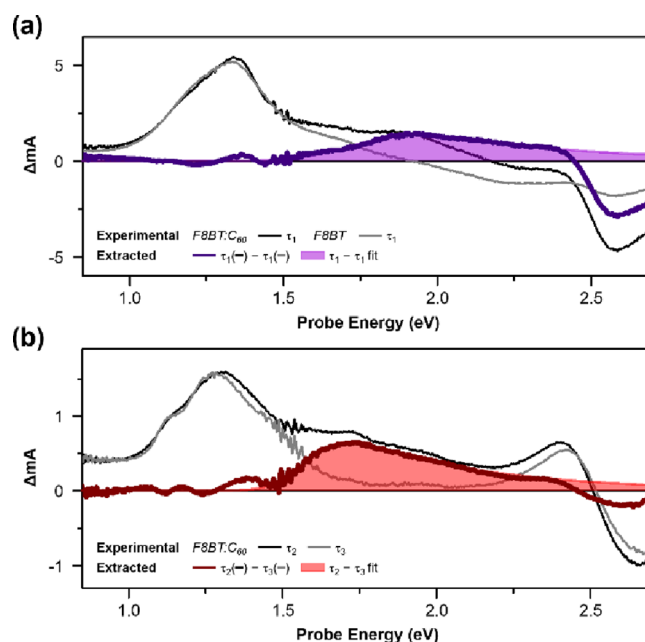 (a)
5
0
-5
ΔmA
Experimental F8BT:C₆₀ — τ₁ F8BT — τ₁
Extracted — τ₁(—) − τ₁(—) τ₁ − τ₁ fit
1.0 1.5 2.0 2.5
Probe Energy (eV)
(b)
1
0
-1
ΔmA
Experimental F8BT:C₆₀ — τ₂ — τ₃
Extracted — τ₂(—) − τ₃(—) τ₂ − τ₃ fit
1.0 1.5 2.0 2.5
Probe Energy (eV)